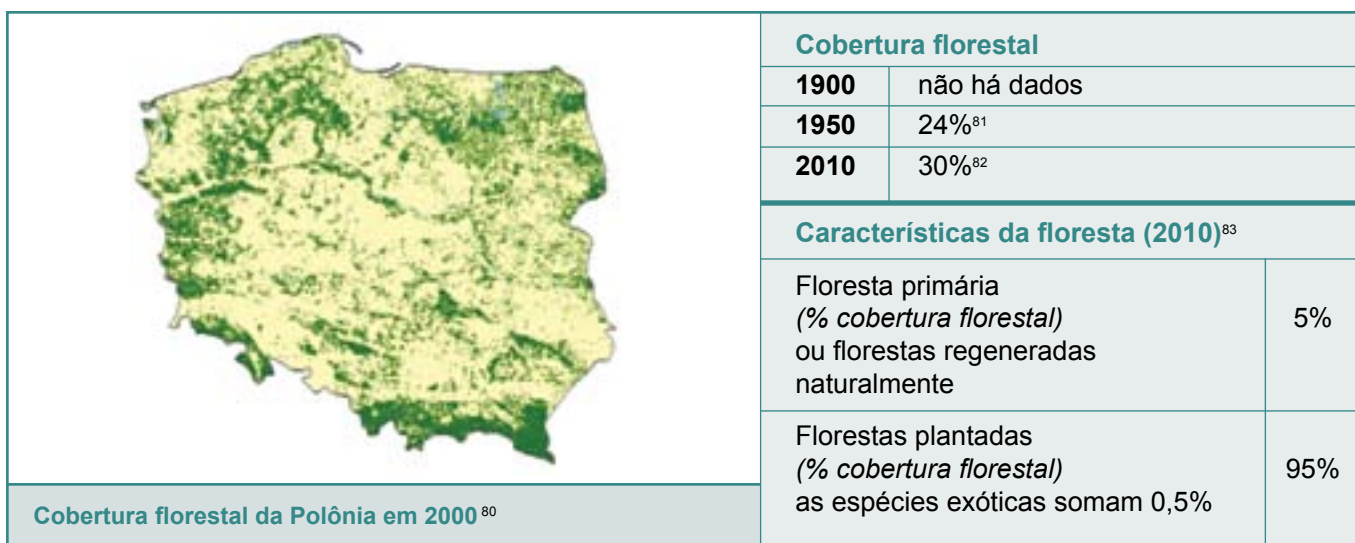 Cobertura florestal da Polônia em 2000 80
Cobertura florestal
1900 não há dados
1950 24%81
2010 30%82
Características da floresta (2010)83
Floresta primária
(% cobertura florestal)
ou florestas regeneradas
naturalmente
5%
Florestas plantadas
(% cobertura florestal)
as espécies exóticas somam 0,5%
95%